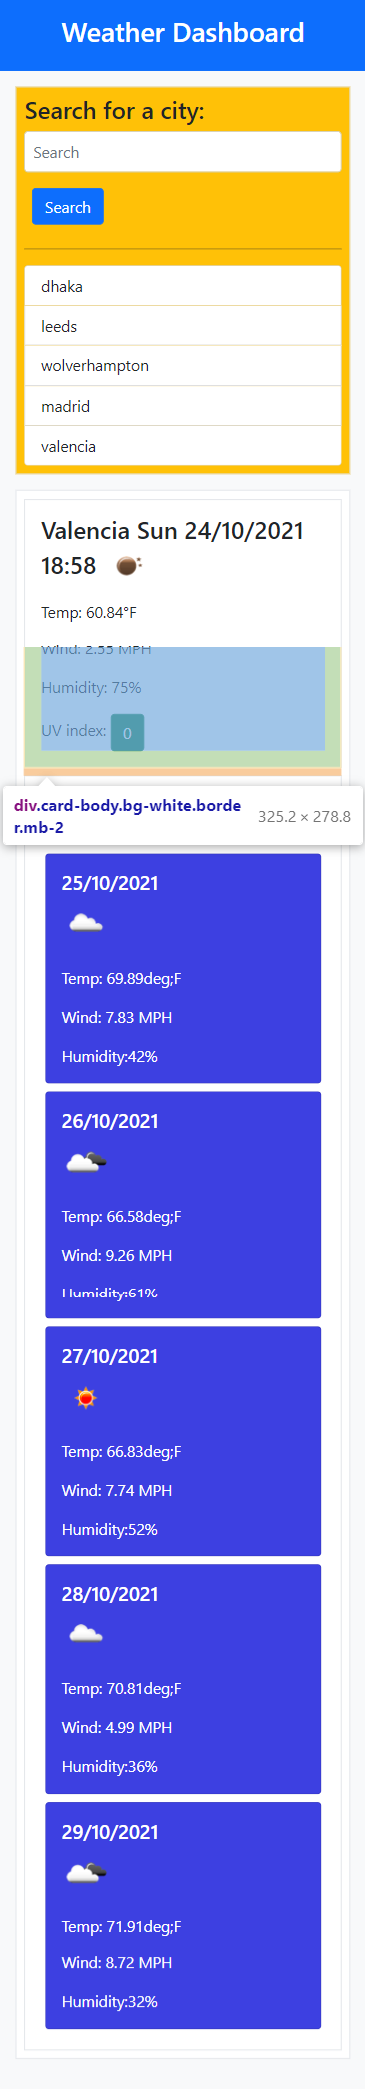 Weather Dashboard
Search for a city:
Search
Search
dhaka
leeds
wolverhampton
madrid
valencia
Valencia Sun 24/10/2021
18:58
Temp: 60.84°F
Wind: 2.55 MPH
Humidity: 75%
UV index: 0
div.card-body.bg-white.borde
r.mb-2
325.2 × 278.8
25/10/2021
Temp: 69.89deg;F
Wind: 7.83 MPH
Humidity:42%
26/10/2021
Temp: 66.58deg;F
Wind: 9.26 MPH
Humidity:61%
27/10/2021
Temp: 66.83deg;F
Wind: 7.74 MPH
Humidity:52%
28/10/2021
Temp: 70.81deg;F
Wind: 4.99 MPH
Humidity:36%
29/10/2021
Temp: 71.91deg;F
Wind: 8.72 MPH
Humidity:32%